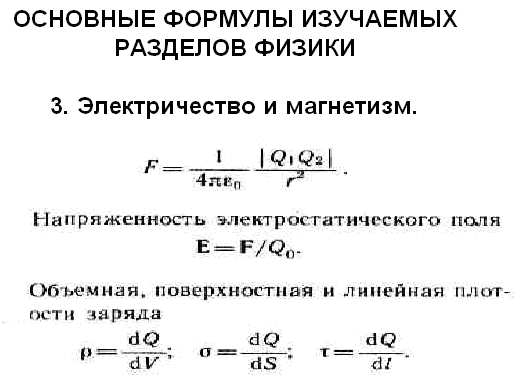 ОСНОВНЫЕ ФОРМУЛЫ ИЗУЧАЕМЫХ
РАЗДЕЛОВ ФИЗИКИ
3. Электричество и магнетизм.
F = 1/(4πε₀) |Q₁Q₂|/r².
Напряженность электростатического поля
E = F/Q₀.
Объемная, поверхностная и линейная плот-
ности заряда
ρ = dQ/dV; σ = dQ/dS; τ = dQ/dl.